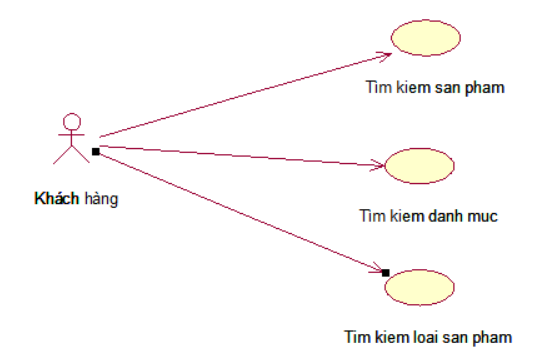 Tim kiem san pham
Khách hàng
Tim kiem danh muc
Tim kiem loai san pham